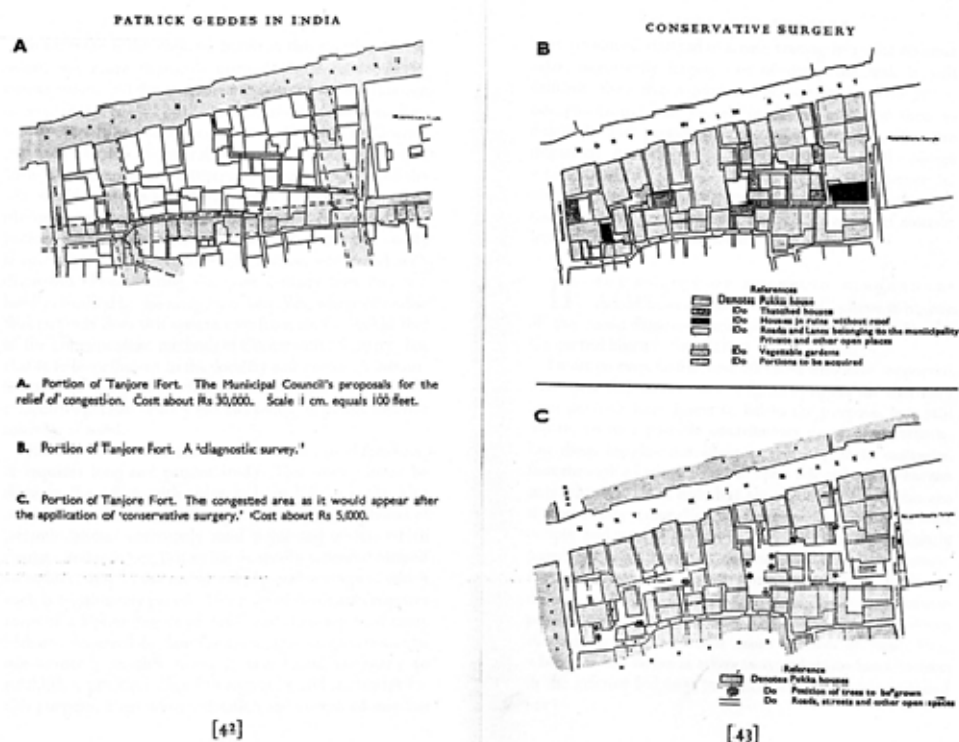 PATRICK GEDDES IN INDIA
A
A. Portion of Tanjore Fort. The Municipal Council's proposals for the
relief of congestion. Cost about Rs 30,000. Scale 1 cm. equals 100 feet.
B. Portion of Tanjore Fort. A 'diagnostic survey.'
C. Portion of Tanjore Fort. The congested area as it would appear after
the application of 'conservative surgery.' Cost about Rs 5,000.
[42]
CONSERVATIVE SURGERY
B
NORTH MAIN STREET
References
Denotes Pukka house
Do Thatched houses
Do Houses in ruins without roof
Do Roads and Lanes belonging to the municipality
Private and other open places
Do Vegetable gardens
Do Portions to be acquired
C
NORTH MAIN STREET
Reference
Denotes Pukka houses
Do Position of trees to be grown
Do Roads, streets and other open spaces
[43]